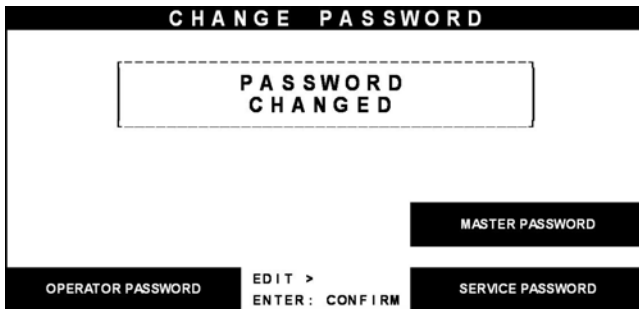 CHANGE PASSWORD
PASSWORD
CHANGED
MASTER PASSWORD
OPERATOR PASSWORD
EDIT >
ENTER: CONFIRM
SERVICE PASSWORD